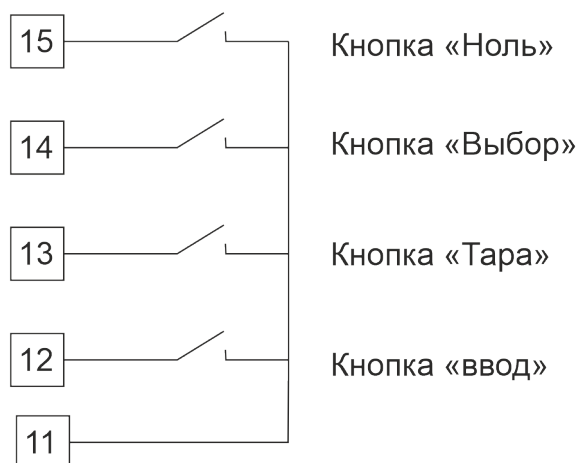 15 Кнопка «Ноль»
14 Кнопка «Выбор»
13 Кнопка «Тара»
12 Кнопка «ввод»
11